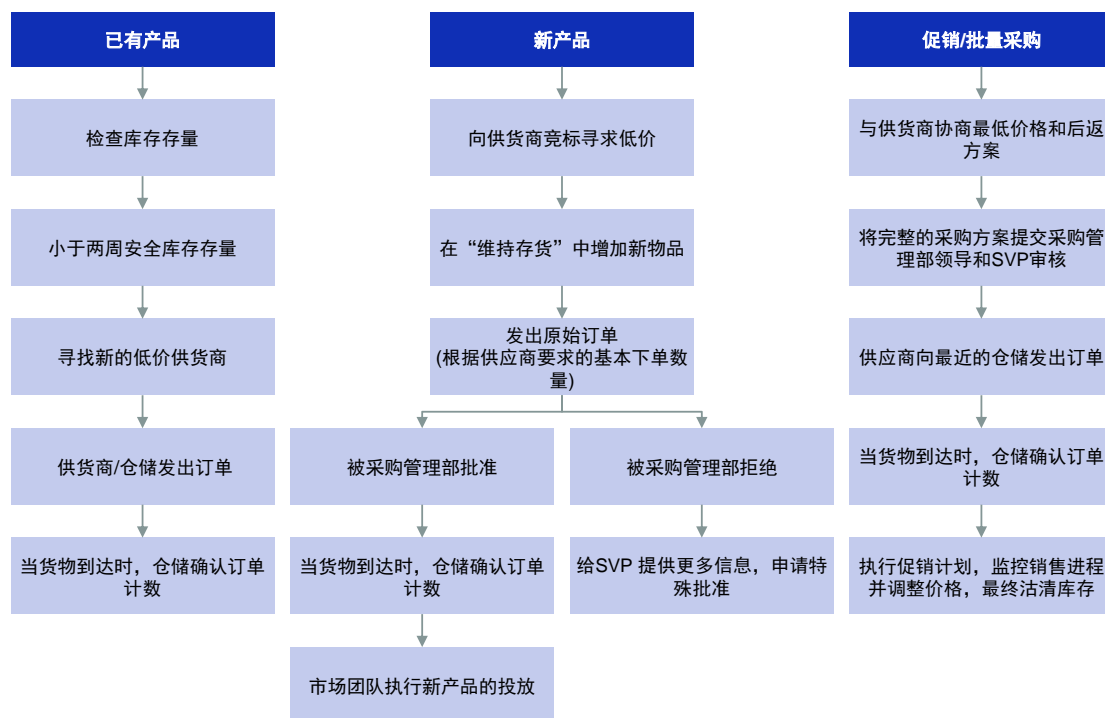 已有产品
检查库存存量
小于两周安全库存存量
寻找新的低价供货商
供货商/仓储发出订单
当货物到达时，仓储确认订单
计数
新产品
向供货商竞标寻求低价
在“维持存货”中增加新物品
发出原始订单
(根据供应商要求的基本下单数
量)
被采购管理部批准
当货物到达时，仓储确认订单
计数
市场团队执行新产品的投放
被采购管理部拒绝
给SVP 提供更多信息，申请特
殊批准
促销/批量采购
与供货商协商最低价格和后返
方案
将完整的采购方案提交采购管
理部领导和SVP审核
供应商向最近的仓储发出订单
当货物到达时，仓储确认订单
计数
执行促销计划，监控销售进程
并调整价格，最终沽清库存